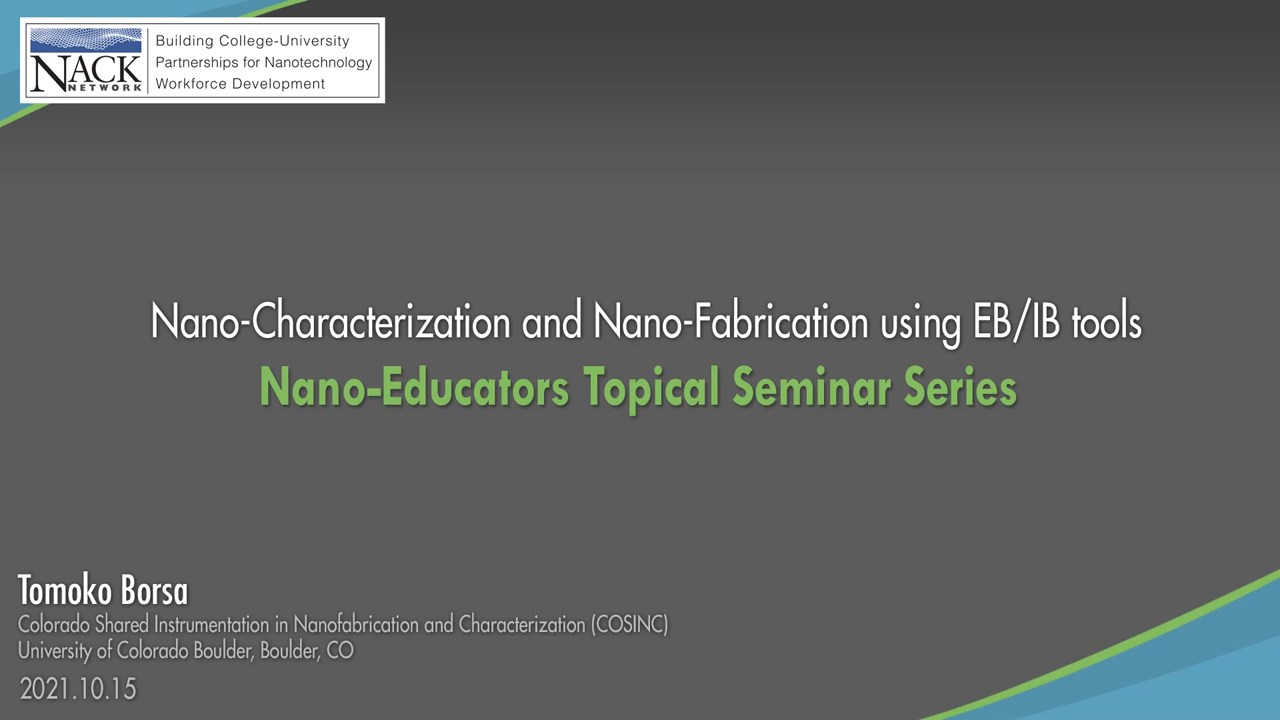 NACK
NETWORK
Building College-University
Partnerships for Nanotechnology
Workforce Development
Nano-Characterization and Nano-Fabrication using EB/IB tools
Nano-Educators Topical Seminar Series
Tomoko Borsa
Colorado Shared Instrumentation in Nanofabrication and Characterization (COSINC)
University of Colorado Boulder, Boulder, CO
2021.10.15